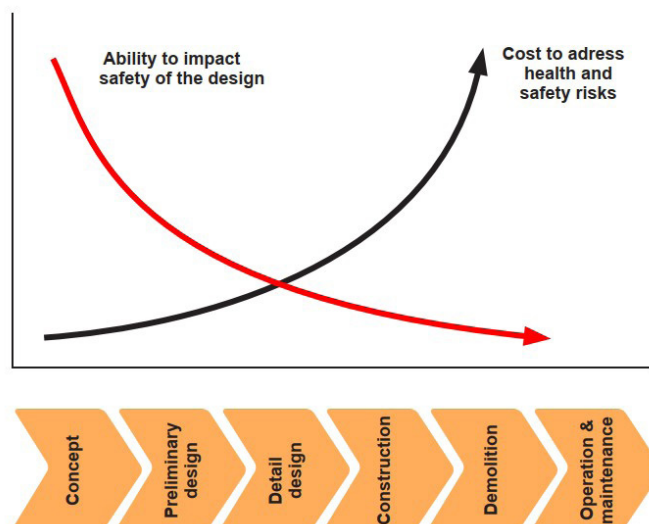 Ability to impact
safety of the design
Cost to adress
health and
safety risks
Concept
Preliminary
design
Detail
design
Construction
Demolition
Operation &
maintenance